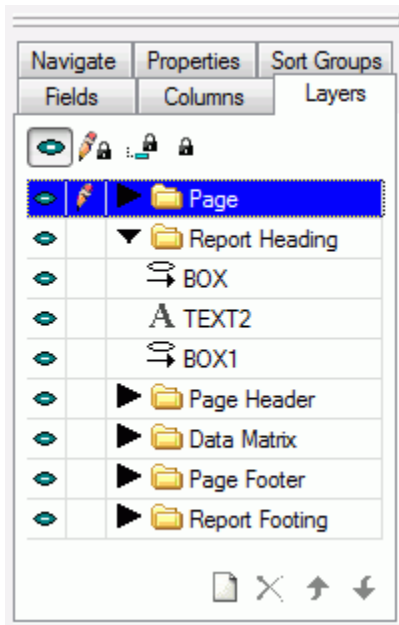 Navigate Properties Sort Groups
Fields Columns Layers
Page
Report Heading
BOX
A TEXT2
BOX1
Page Header
Data Matrix
Page Footer
Report Footing